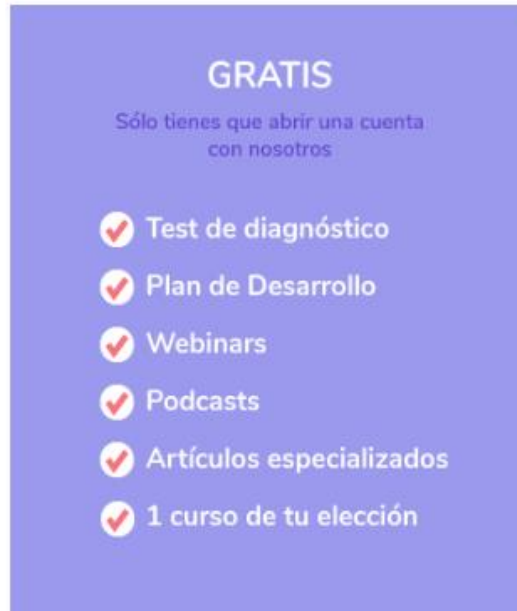 GRATIS
Sólo tienes que abrir una cuenta
con nosotros
Test de diagnóstico
Plan de Desarrollo
Webinars
Podcasts
Artículos especializados
1 curso de tu elección